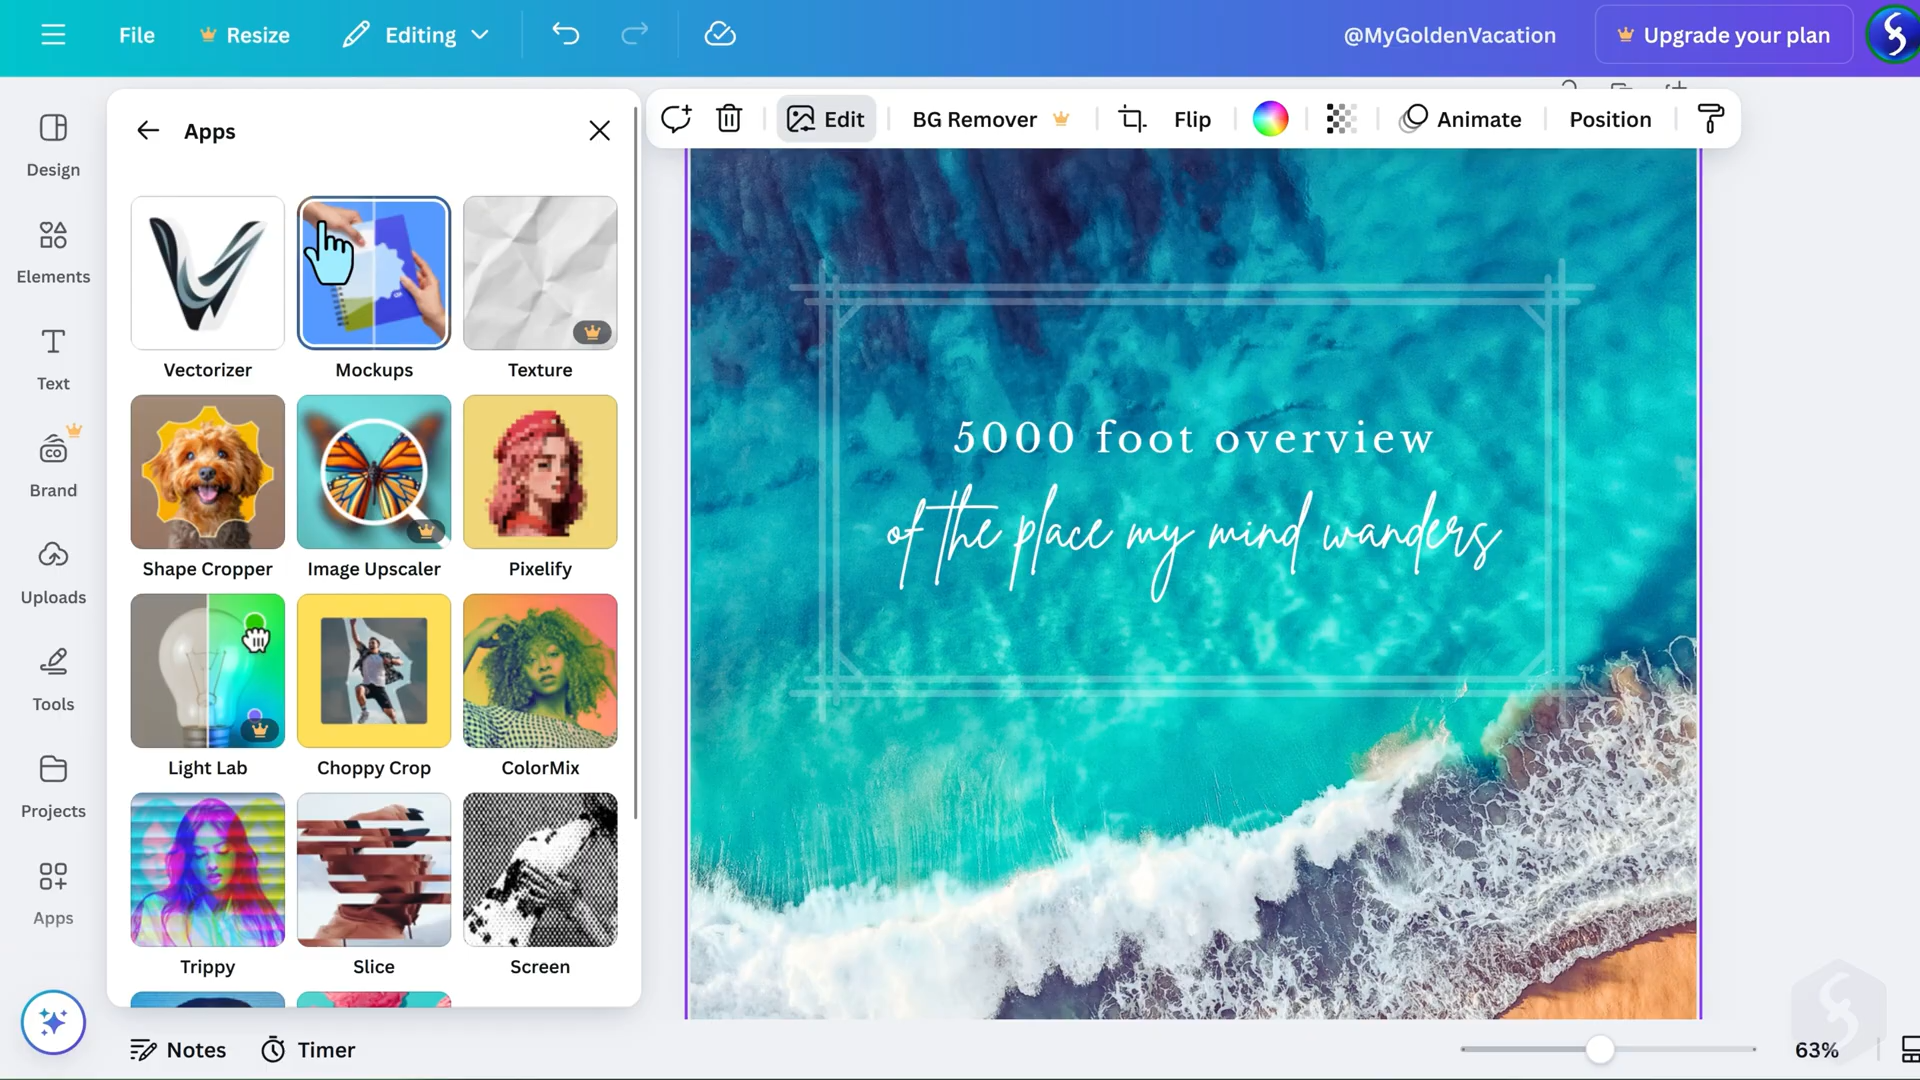 File
Resize
Editing
@MyGoldenVacation
Upgrade your plan
Design
Elements
Text
Brand
Uploads
Tools
Projects
Apps
Apps
Vectorizer
Mockups
Texture
Shape Cropper
Image Upscaler
Pixelify
Light Lab
Choppy Crop
ColorMix
Trippy
Slice
Screen
Edit
BG Remover
Flip
Animate
Position
5000 foot overview
of the place my mind wanders
Notes
Timer
63%